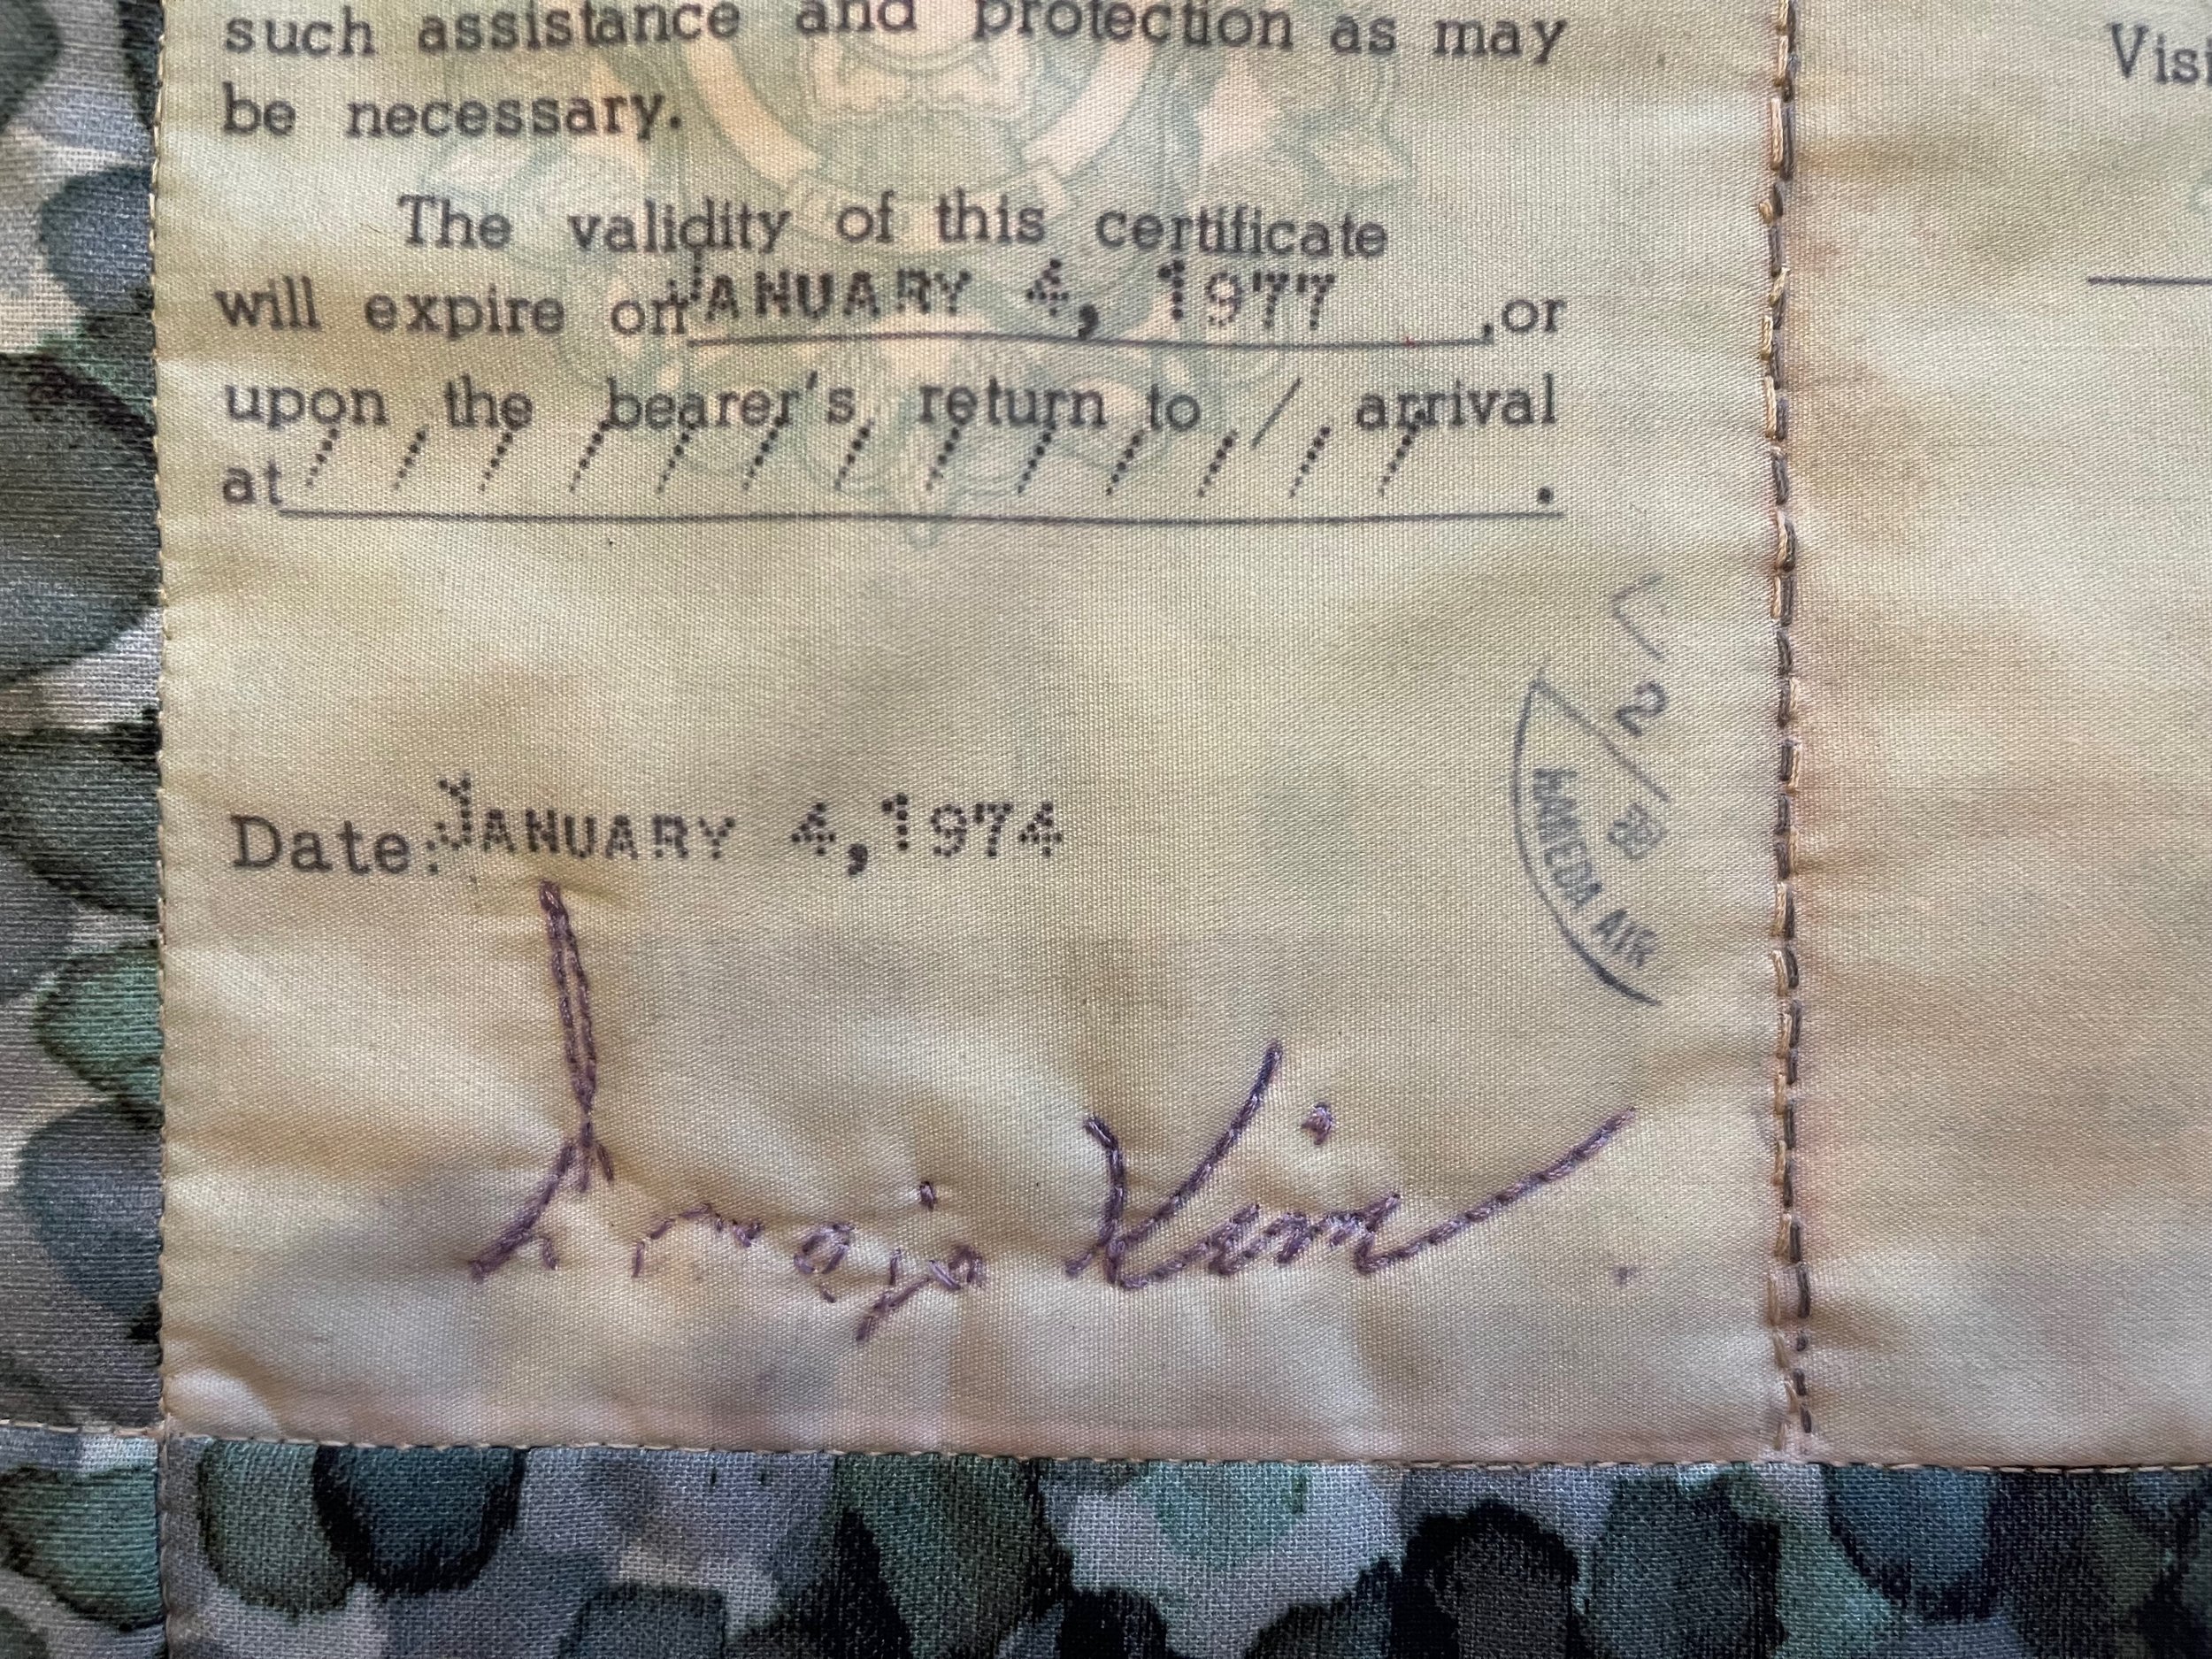 such assistance and protection as may
be necessary.
The validity of this certificate
will expire on JANUARY 4, 1977, or
upon the bearer's return to / arrival
at / / / / / / / / / / / / / .
Date: JANUARY 4, 1974
2
AIR
Kim